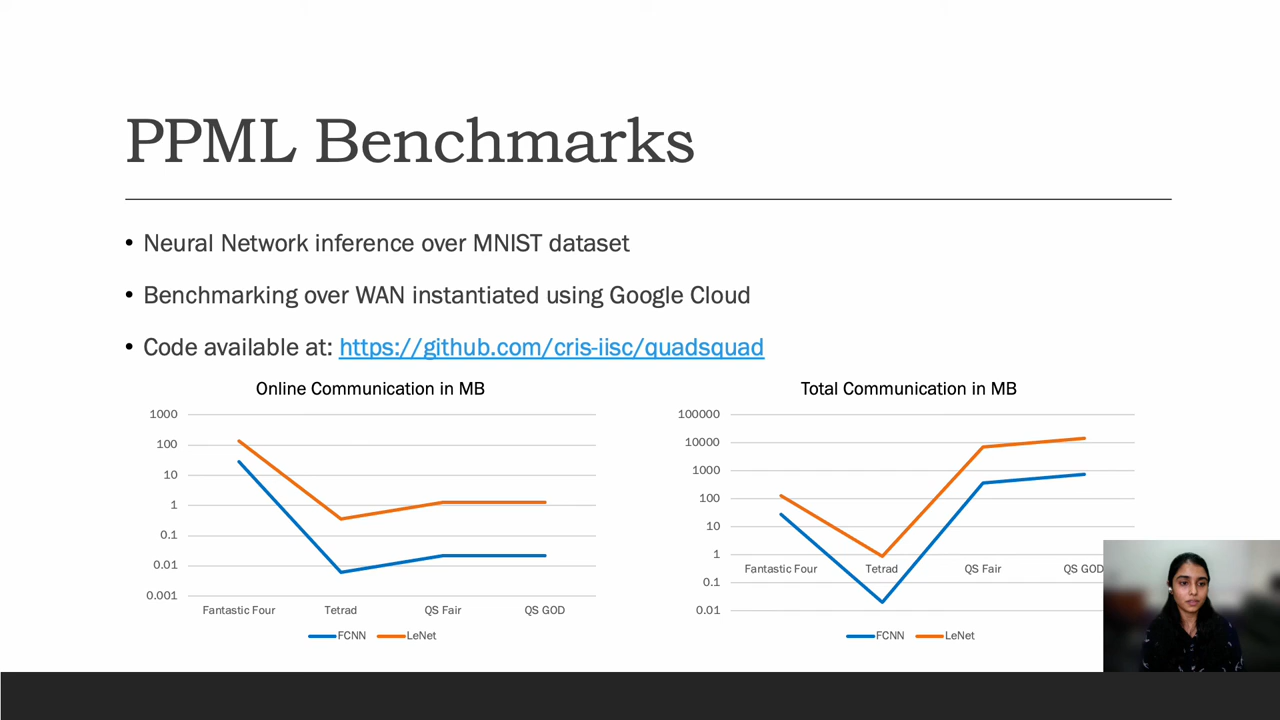 PPML Benchmarks
• Neural Network inference over MNIST dataset
• Benchmarking over WAN instantiated using Google Cloud
• Code available at: https://github.com/cris-iisc/quadsquad
Online Communication in MB
1000
100
10
1
0.1
0.01
0.001
Fantastic Four Tetrad QS Fair QS GOD
FCNN LeNet
Total Communication in MB
100000
10000
1000
100
10
1
Fantastic Four Tetrad QS Fair QS GOD
0.1
0.01
FCNN LeNet